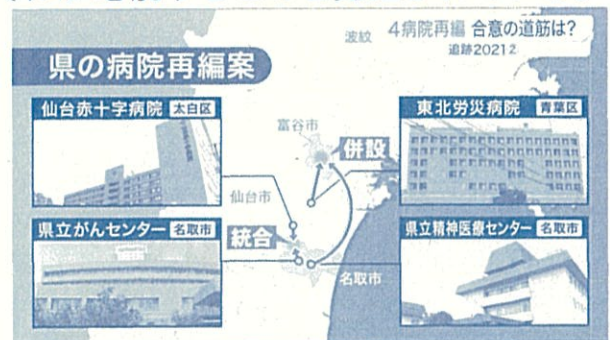 波紋 4病院再編 合意の道筋は?
追跡2021 2
県の病院再編案
仙台赤十字病院 太白区
東北労災病院 青葉区
富谷市
併設
仙台市
県立がんセンター 名取市
統合
県立精神医療センター 名取市
名取市